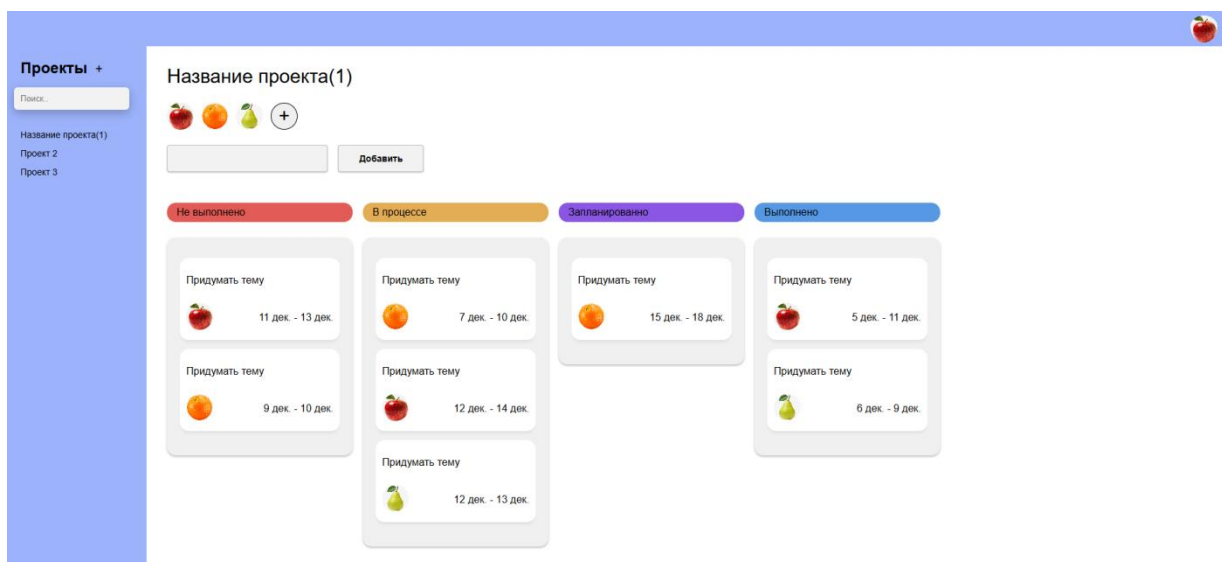 Проекты +
Поиск..
Название проекта(1)
Проект 2
Проект 3
Название проекта(1)
+
Добавить
Не выполнено
Придумать тему
11 дек. - 13 дек.
Придумать тему
9 дек. - 10 дек.
В процессе
Придумать тему
7 дек. - 10 дек.
Придумать тему
12 дек. - 14 дек.
Придумать тему
12 дек. - 13 дек.
Запланированно
Придумать тему
15 дек. - 18 дек.
Выполнено
Придумать тему
5 дек. - 11 дек.
Придумать тему
6 дек. - 9 дек.